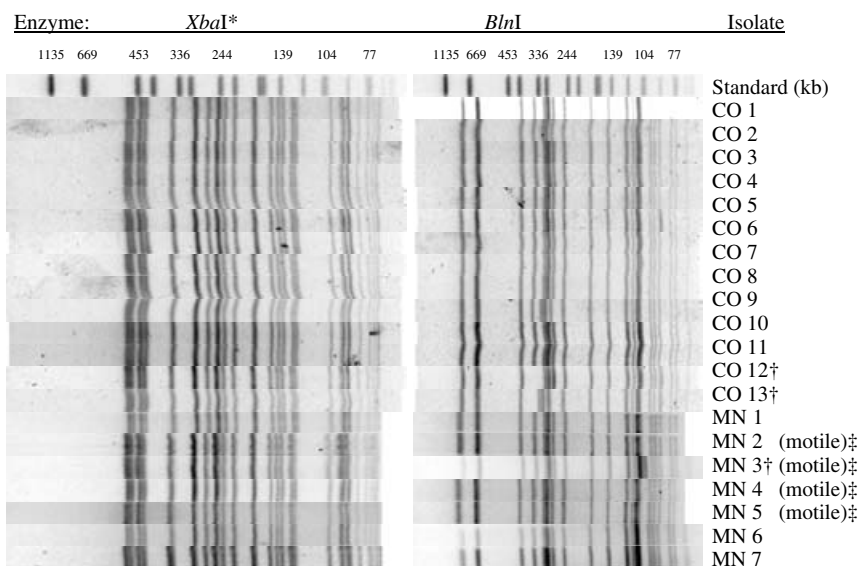 Enzyme: XbaI* BlnI Isolate
1135 669 453 336 244 139 104 77 1135 669 453 336 244 139 104 77
Standard (kb)
CO 1
CO 2
CO 3
CO 4
CO 5
CO 6
CO 7
CO 8
CO 9
CO 10
CO 11
CO 12†
CO 13†
MN 1
MN 2 (motile)‡
MN 3† (motile)‡
MN 4 (motile)‡
MN 5 (motile)‡
MN 6
MN 7